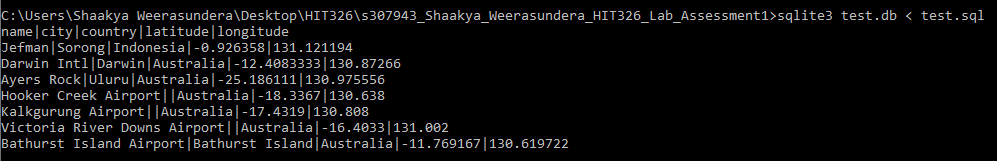 C:\Users\Shaakya Weerasundera\Desktop\HIT326\s307943_Shaakya_Weerasundera_HIT326_Lab_Assessment1>sqlite3 test.db < test.sql
name|city|country|latitude|longitude
Jefman|Sorong|Indonesia|-0.926358|131.121194
Darwin Intl|Darwin|Australia|-12.4083333|130.87266
Ayers Rock|Uluru|Australia|-25.186111|130.975556
Hooker Creek Airport||Australia|-18.3367|130.638
Kalkgurung Airport||Australia|-17.4319|130.808
Victoria River Downs Airport||Australia|-16.4033|131.002
Bathurst Island Airport|Bathurst Island|Australia|-11.769167|130.619722